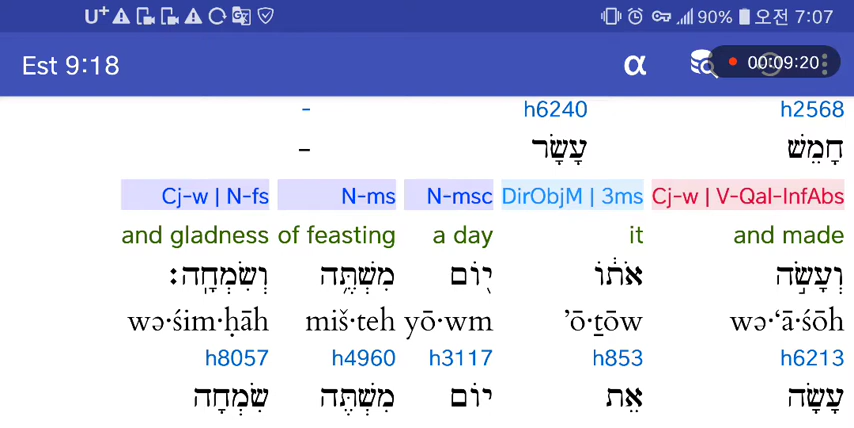 U+ 90% 오전 7:07
Est 9:18 α 00:09:20
- h6240 h2568
- עָשָׂר חָמֵשׁ
Cj-w | N-fs N-ms N-msc DirObjM | 3ms Cj-w | V-Qal-InfAbs
and gladness of feasting a day it and made
וְשִׂמְחָֽה׃ מִשְׁתֶּ֥ה י֖וֹם אֹת֔וֹ וְעָשֹׂ֣ה
wə·śim·ḥāh miš·teh yō·wm ’ō·ṯōw wə·‘ā·śōh
h8057 h4960 h3117 h853 h6213
שִׂמְחָה מִשְׁתֶּה יוֹם אֵת עָשָׂה